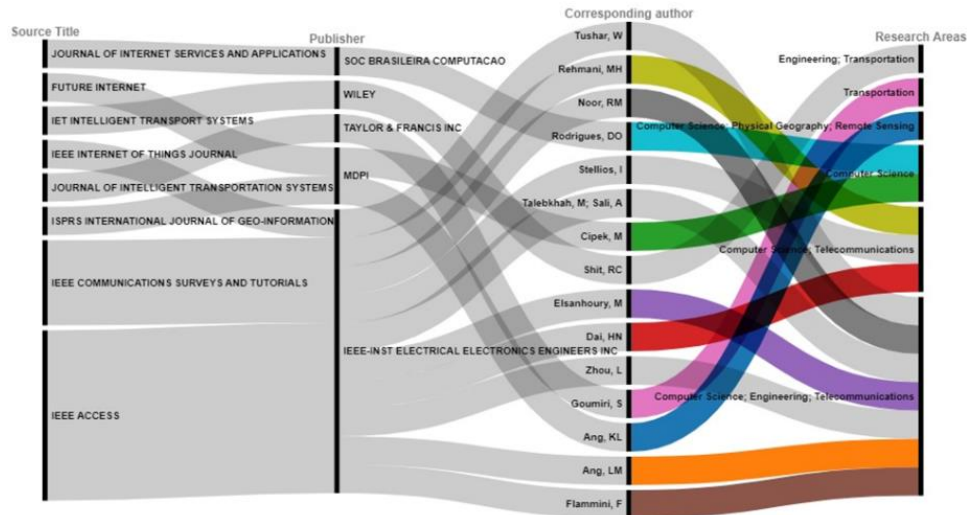 Source Title
JOURNAL OF INTERNET SERVICES AND APPLICATIONS
FUTURE INTERNET
IET INTELLIGENT TRANSPORT SYSTEMS
IEEE INTERNET OF THINGS JOURNAL
JOURNAL OF INTELLIGENT TRANSPORTATION SYSTEMS
ISPRS INTERNATIONAL JOURNAL OF GEO-INFORMATION
IEEE COMMUNICATIONS SURVEYS AND TUTORIALS
IEEE ACCESS
Publisher
SOC BRASILEIRA COMPUTACAO
WILEY
TAYLOR & FRANCIS INC
MDPI
IEEE-INST ELECTRICAL ELECTRONICS ENGINEERS INC
Corresponding author
Tushar, W
Rehmani, MH
Noor, RM
Rodrigues, DO
Stellios, I
Talebkhah, M; Sali, A
Cipek, M
Shit, RC
Elsanhoury, M
Dai, HN
Zhou, L
Goumiri, S
Ang, KL
Ang, LM
Flammini, F
Research Areas
Engineering; Transportation
Transportation
Computer Science; Physical Geography; Remote Sensing
Computer Science
Computer Science; Telecommunications
Computer Science; Engineering; Telecommunications